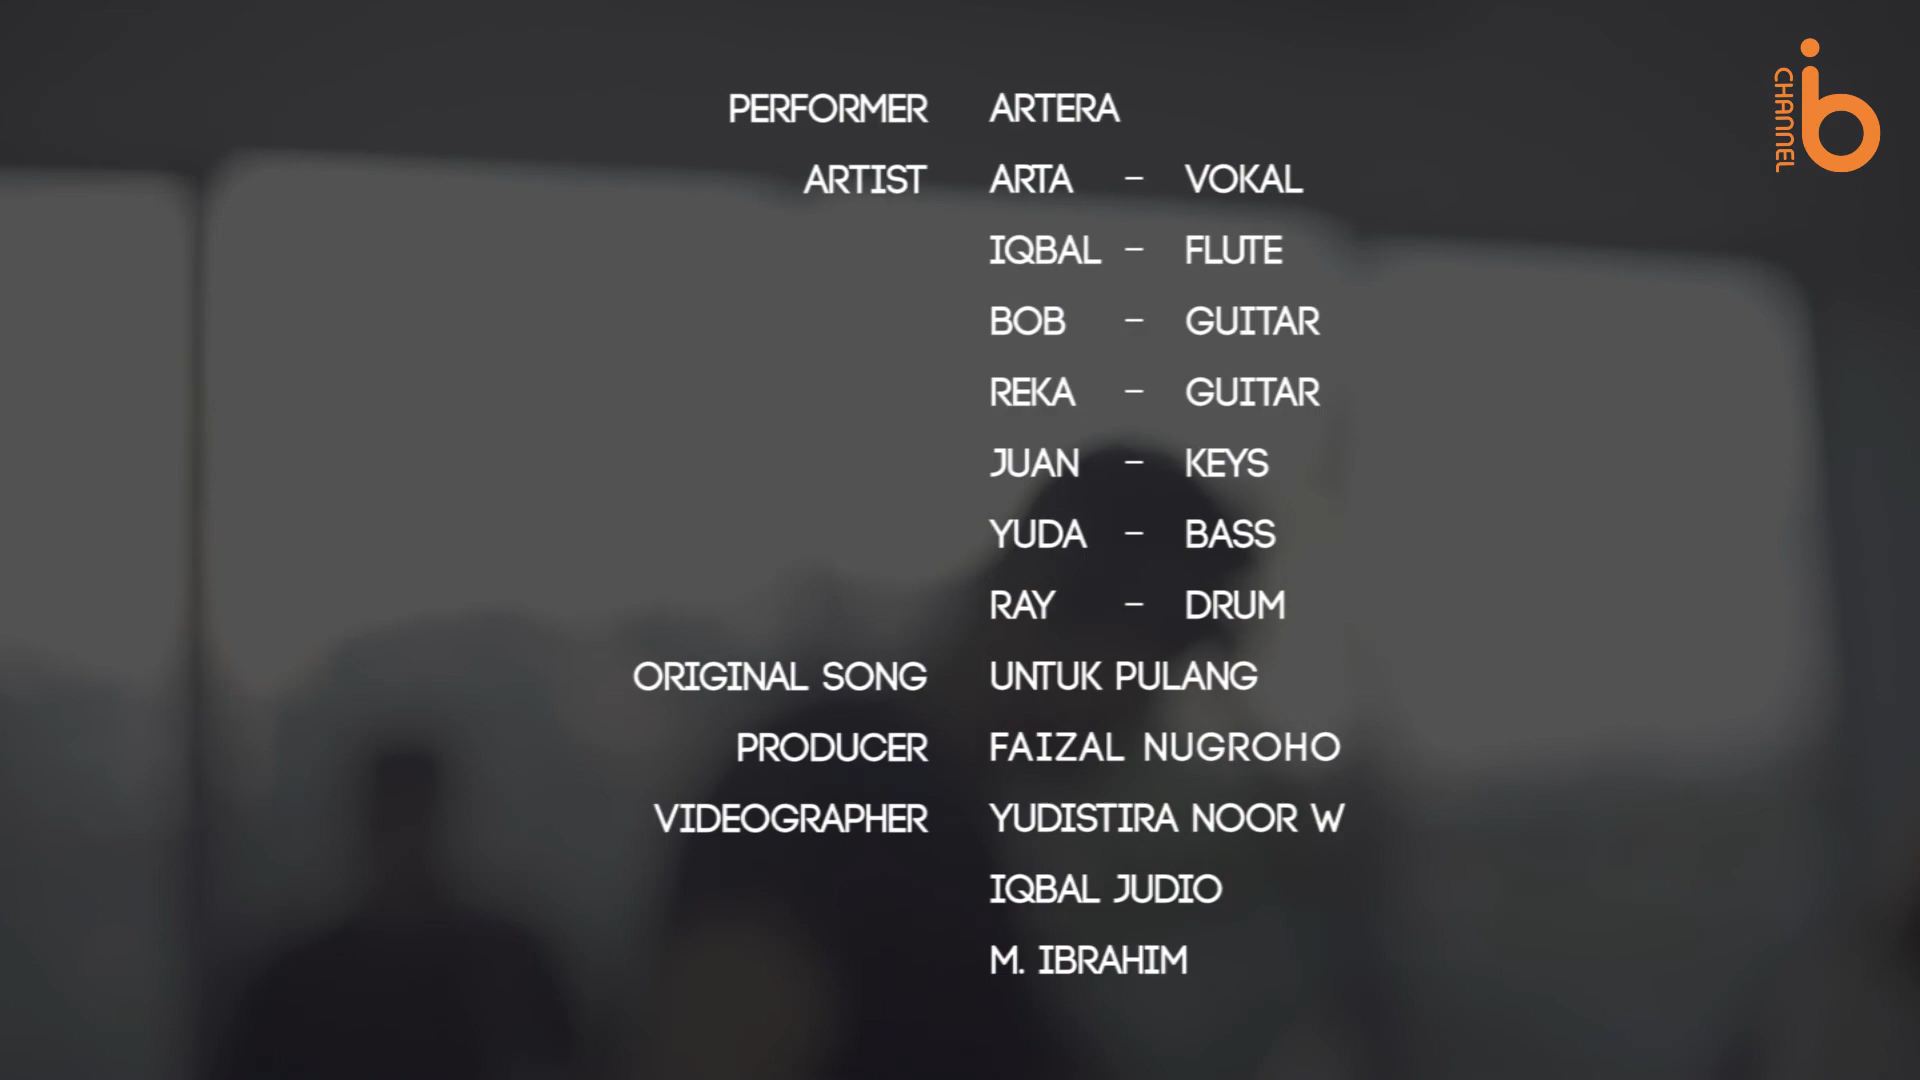 PERFORMER ARTERA
ARTIST ARTA - VOKAL
IQBAL - FLUTE
BOB - GUITAR
REKA - GUITAR
JUAN - KEYS
YUDA - BASS
RAY - DRUM
ORIGINAL SONG UNTUK PULANG
PRODUCER FAIZAL NUGROHO
VIDEOGRAPHER YUDISTIRA NOOR W
IQBAL JUDIO
M. IBRAHIM
ib CHANNEL